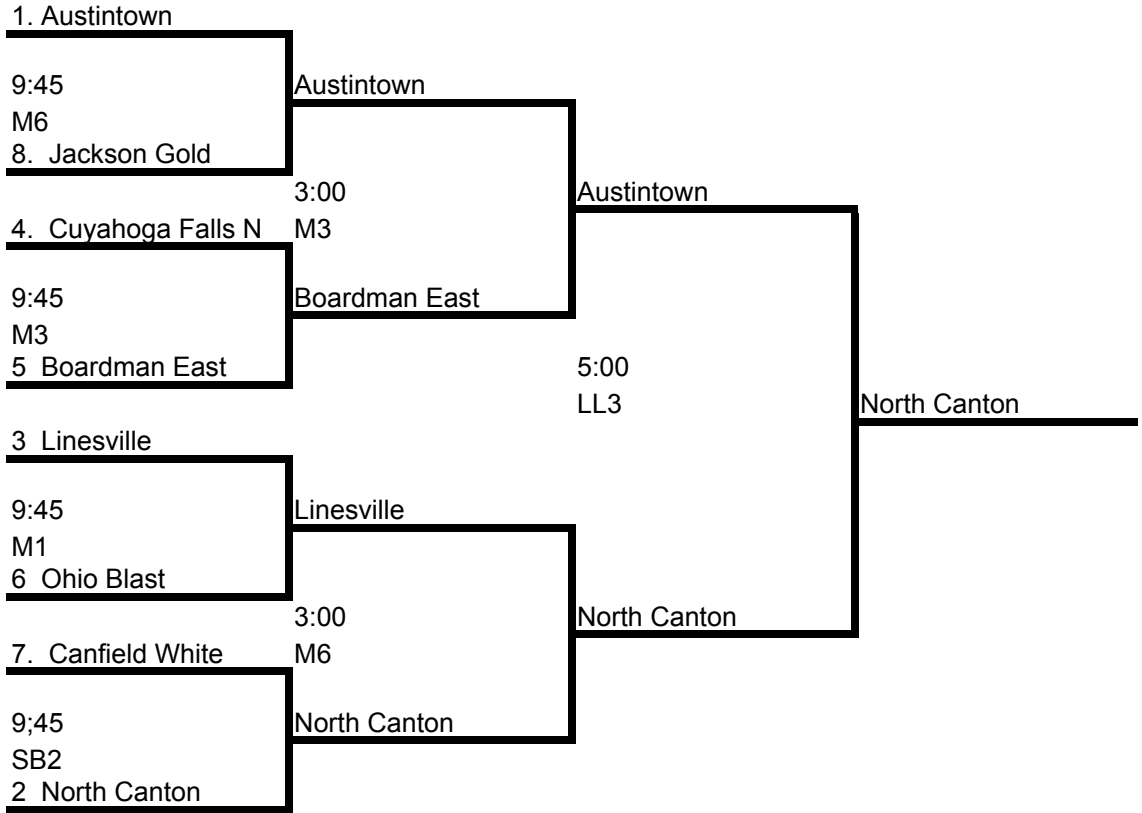 1. Austintown
9:45
M6
8.  Jackson Gold
Austintown
3:00
M3
4.  Cuyahoga Falls N
9:45
M3
5  Boardman East
Boardman East
Austintown
5:00
LL3
North Canton
3  Linesville
9:45
M1
6  Ohio Blast
Linesville
3:00
M6
7.  Canfield White
9;45
SB2
2  North Canton
North Canton
North Canton